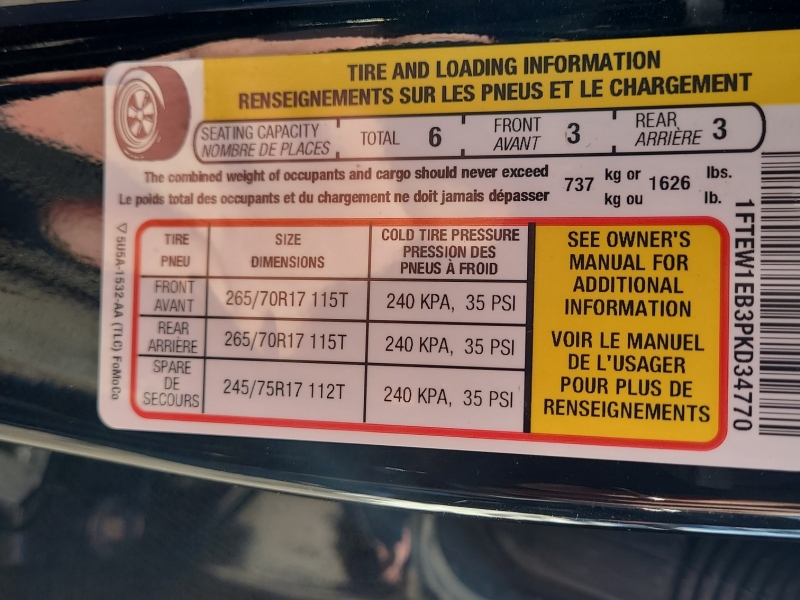 TIRE AND LOADING INFORMATION
RENSEIGNEMENTS SUR LES PNEUS ET LE CHARGEMENT
SEATING CAPACITY
NOMBRE DE PLACES
TOTAL 6
FRONT
AVANT
3
REAR
ARRIÈRE
3
The combined weight of occupants and cargo should never exceed
Le poids total des occupants et du chargement ne doit jamais dépasser
737 kg or 1626 lbs.
kg ou lb.
TIRE
PNEU
SIZE
DIMENSIONS
COLD TIRE PRESSURE
PRESSION DES
PNEUS À FROID
FRONT
AVANT
265/70R17 115T
240 KPA, 35 PSI
REAR
ARRIÈRE
265/70R17 115T
240 KPA, 35 PSI
SPARE
DE
SECOURS
245/75R17 112T
240 KPA, 35 PSI
SEE OWNER'S
MANUAL FOR
ADDITIONAL
INFORMATION
VOIR LE MANUEL
DE L'USAGER
POUR PLUS DE
RENSEIGNEMENTS
▽ 5U5A-1532-AA (TLC) FoMoCo
1FTEW1EB3PKD34770